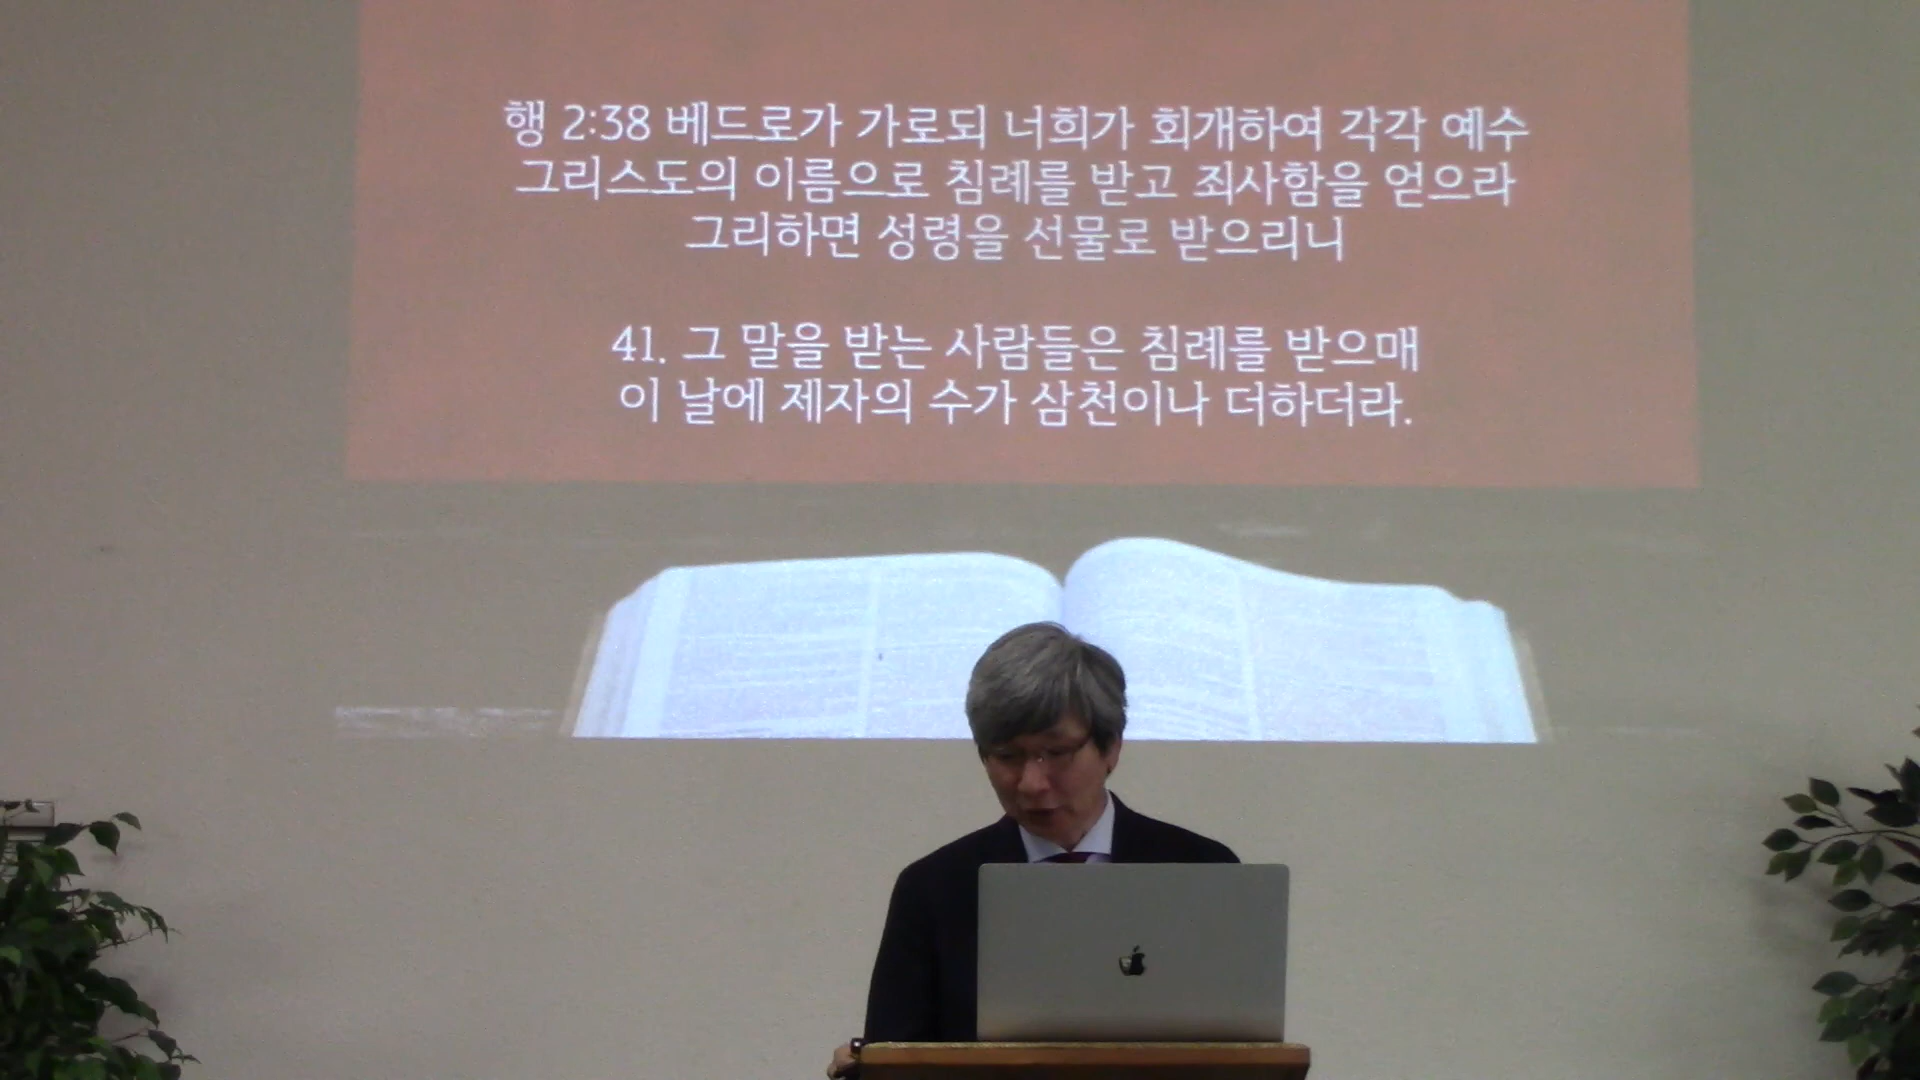 행 2:38 베드로가 가로되 너희가 회개하여 각각 예수
그리스도의 이름으로 침례를 받고 죄사함을 얻으라
그리하면 성령을 선물로 받으리니
41. 그 말을 받는 사람들은 침례를 받으매
이 날에 제자의 수가 삼천이나 더하더라.